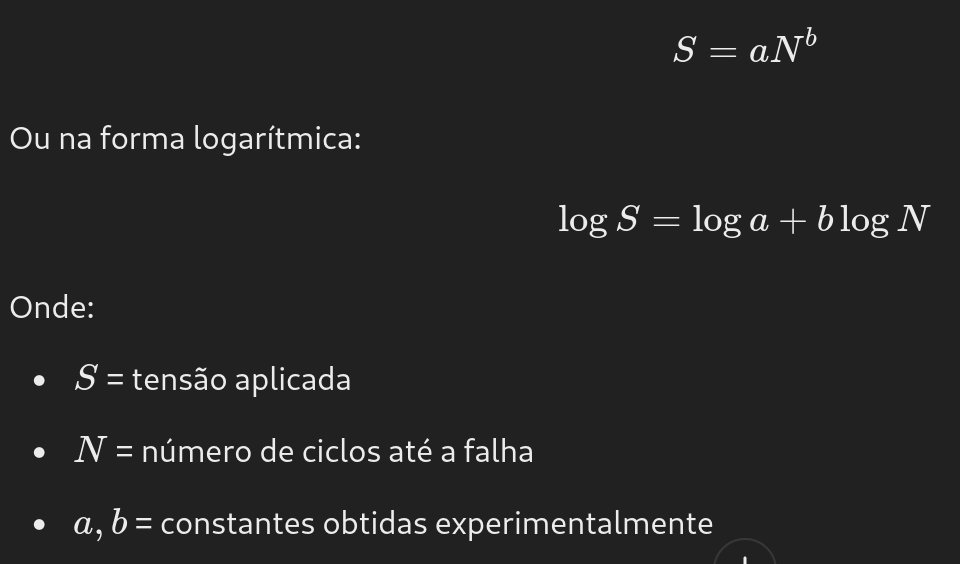 S = aN^b
Ou na forma logarítmica:
log S = log a + b log N
Onde:
• S = tensão aplicada
• N = número de ciclos até a falha
• a, b = constantes obtidas experimentalmente